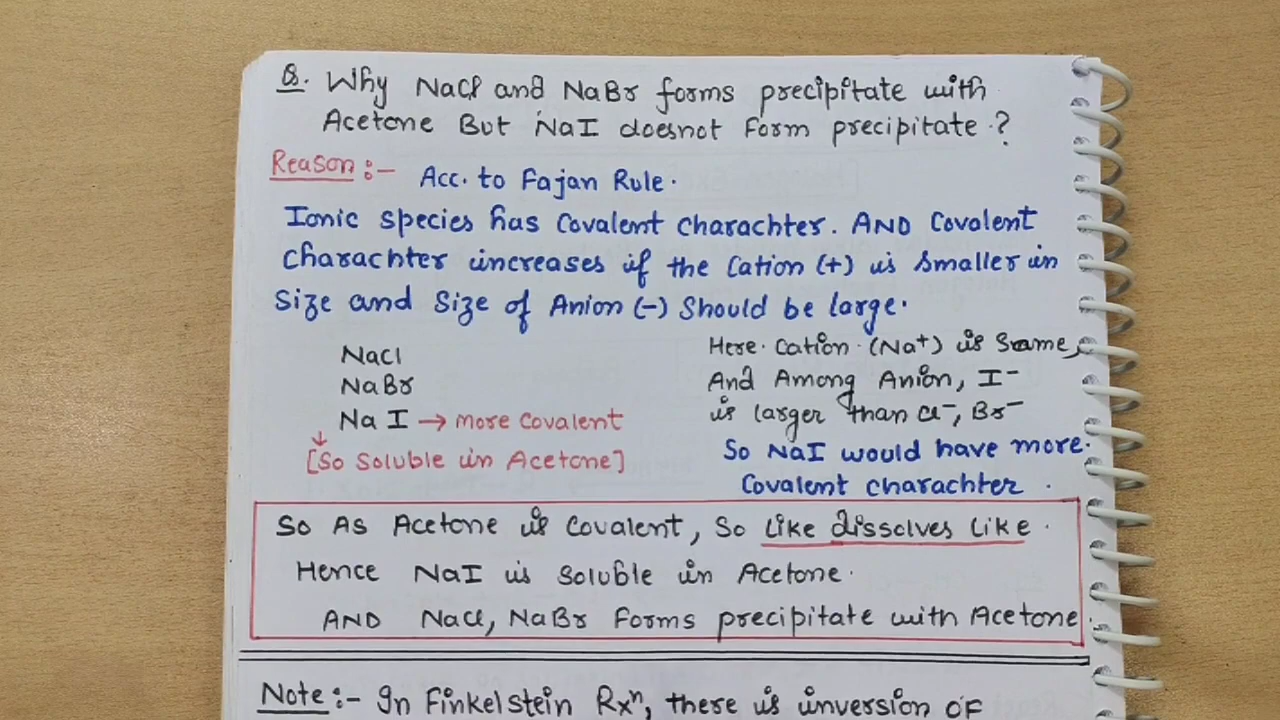 Q. Why NaCl and NaBr forms precipitate with
Acetone But NaI doesnot form precipitate ?
Reason :- Acc. to Fajan Rule.
Ionic species has Covalent Charachter. AND Covalent
Charachter increases if the Cation (+) is smaller in
size and size of Anion (-) Should be large.
NaCl
NaBr
Na I → more Covalent
↓
[So Soluble in Acetone]
Here Cation (Na⁺) is same,
And Among Anion, I⁻
is larger than Cl⁻, Br⁻
So NaI would have more
Covalent charachter .
So As Acetone is Covalent, So Like dissolves Like .
Hence NaI is soluble in Acetone.
AND NaCl, NaBr Forms precipitate with Acetone.
Note :- In Finkelstein Rxⁿ, there is inversion of